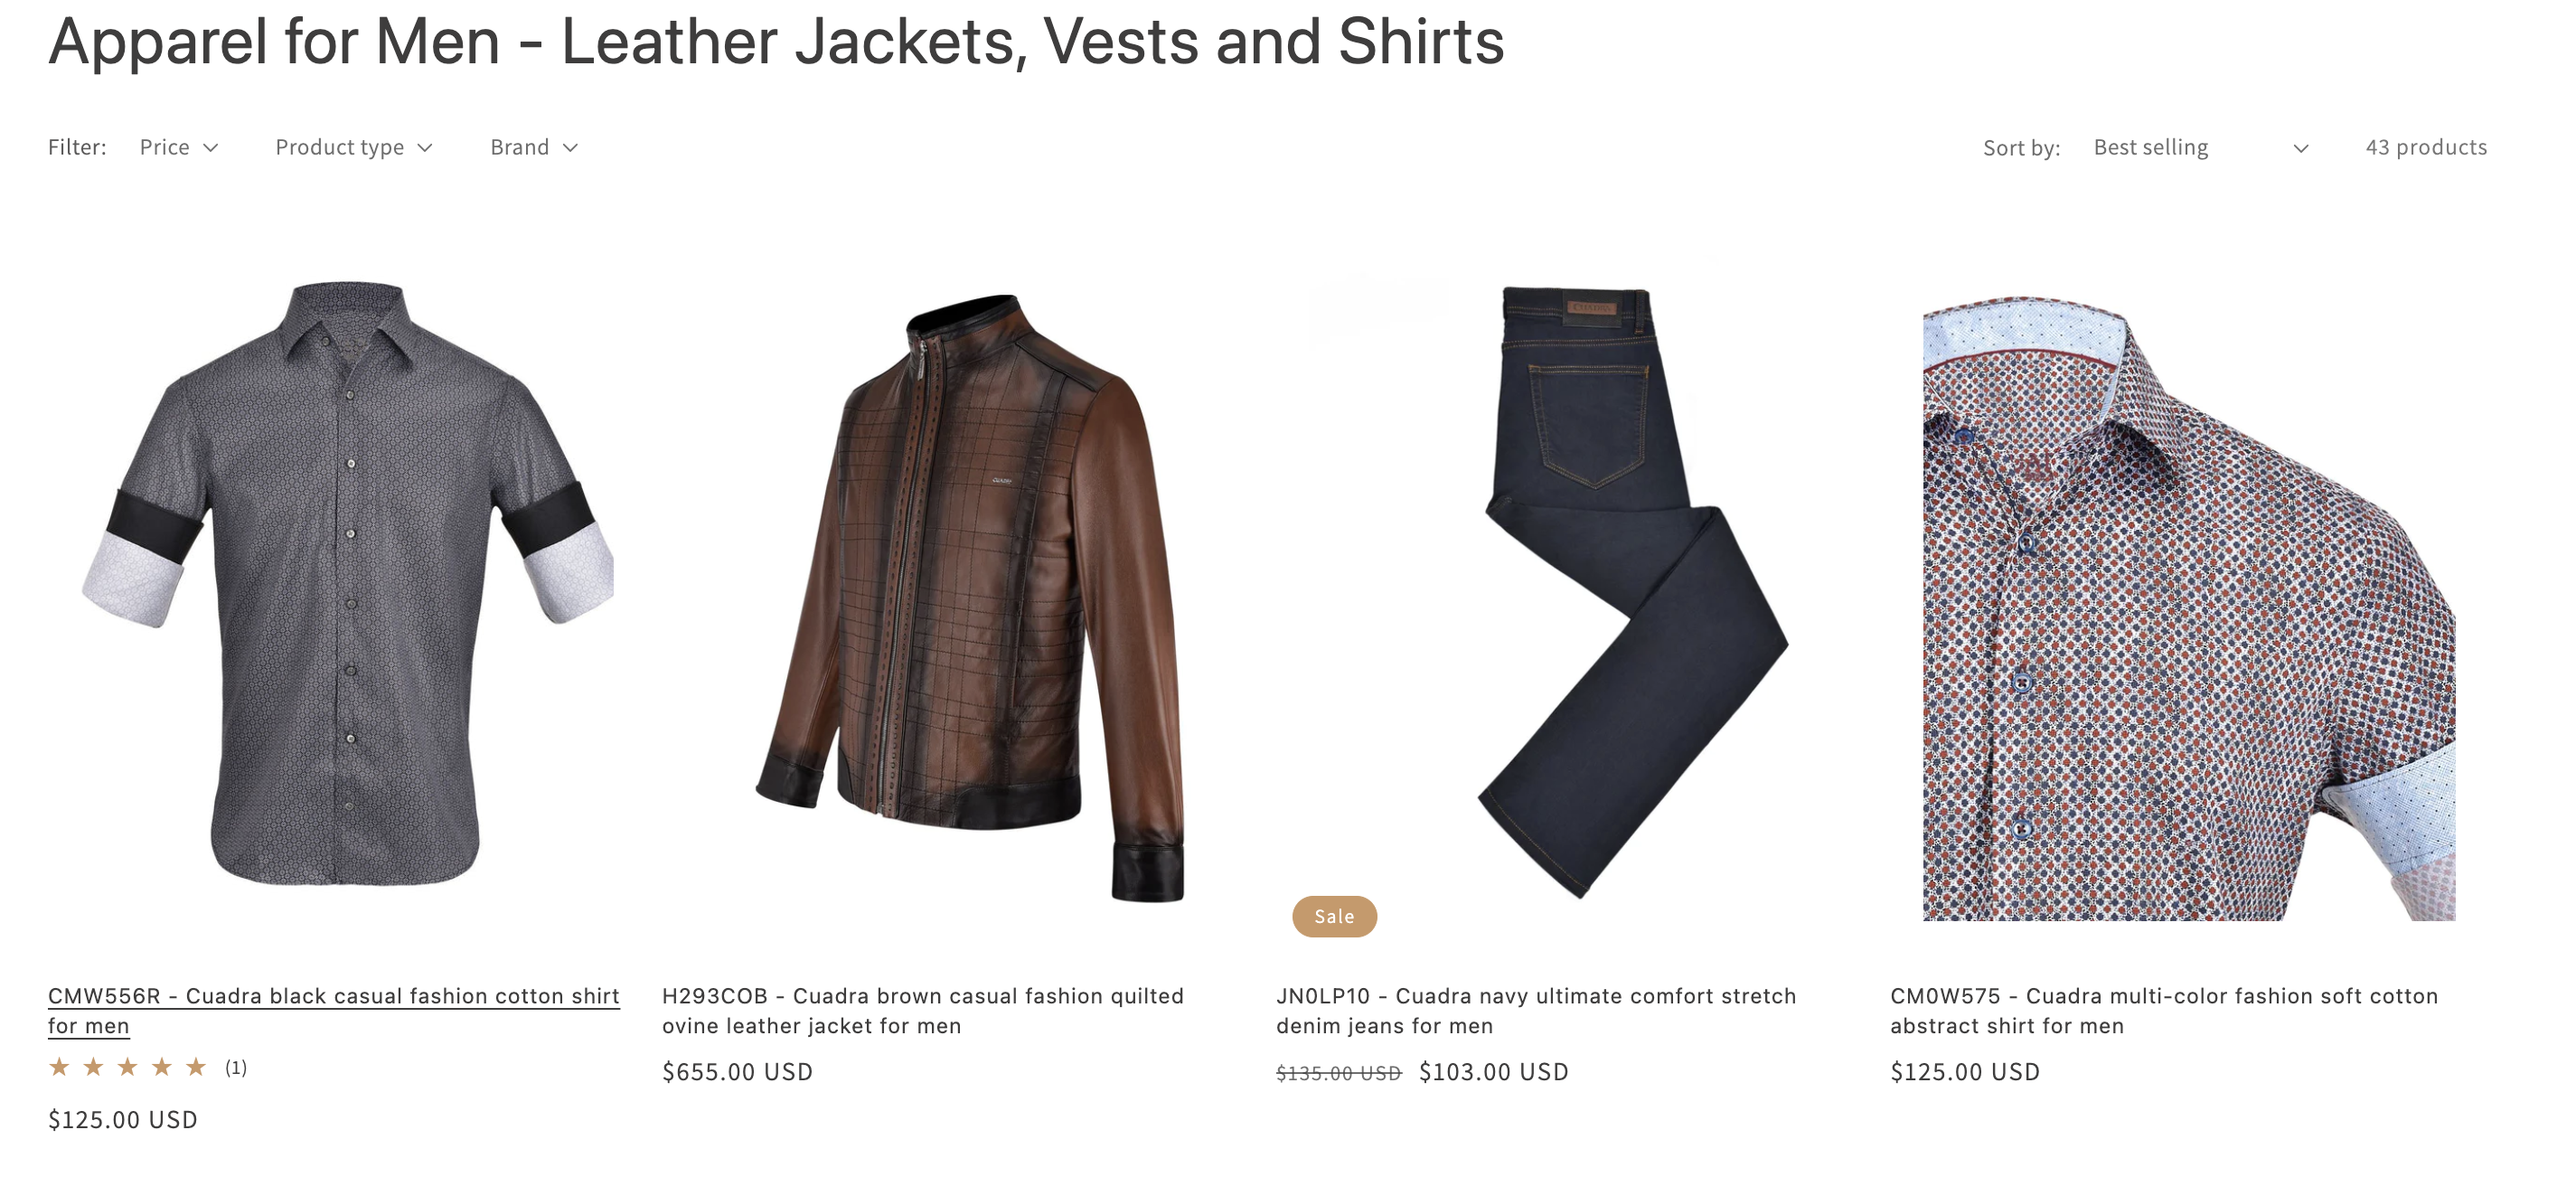 Apparel for Men - Leather Jackets, Vests and Shirts
Filter: Price Product type Brand Sort by: Best selling 43 products
CUADRA
CUADRA
Sale
CMW556R - Cuadra black casual fashion cotton shirt
for men
(1)
$125.00 USD
H293COB - Cuadra brown casual fashion quilted
ovine leather jacket for men
$655.00 USD
JN0LP10 - Cuadra navy ultimate comfort stretch
denim jeans for men
$135.00 USD $103.00 USD
CM0W575 - Cuadra multi-color fashion soft cotton
abstract shirt for men
$125.00 USD